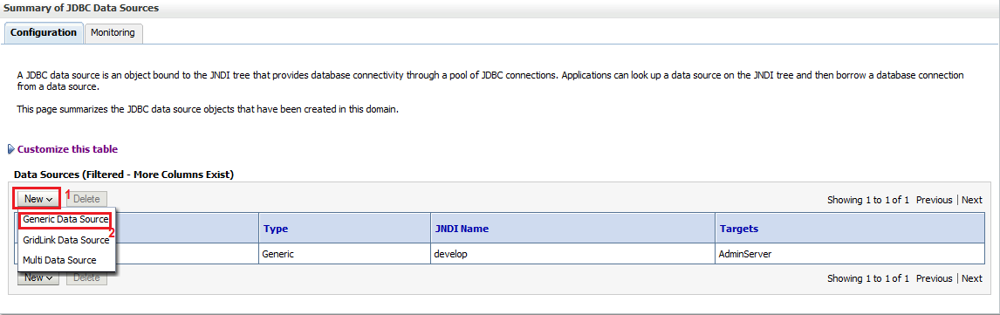 Summary of JDBC Data Sources
Configuration Monitoring
A JDBC data source is an object bound to the JNDI tree that provides database connectivity through a pool of JDBC connections. Applications can look up a data source on the JNDI tree and then borrow a database connection
from a data source.
This page summarizes the JDBC data source objects that have been created in this domain.
Customize this table
Data Sources (Filtered - More Columns Exist)
New 1 Delete Showing 1 to 1 of 1 Previous Next
Generic Data Source 2
GridLink Data Source
Multi Data Source
Type JNDI Name Targets
Generic develop AdminServer
New Delete Showing 1 to 1 of 1 Previous Next